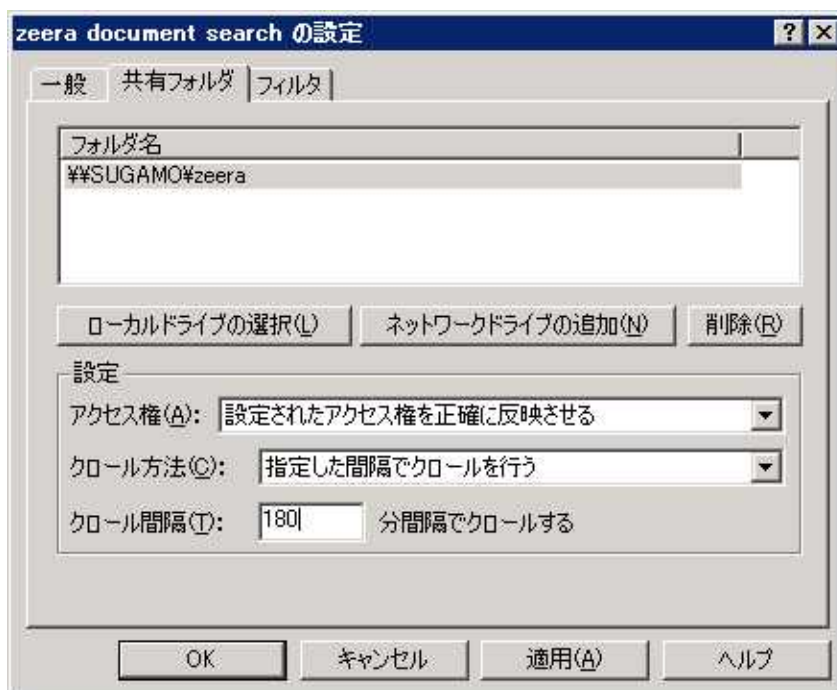 zeera document search の設定
一般 共有フォルダ フィルタ
フォルダ名
¥¥SUGAMO¥zeera
ローカルドライブの選択(L) ネットワークドライブの追加(N) 削除(R)
設定
アクセス権(A): 設定されたアクセス権を正確に反映させる
クロール方法(C): 指定した間隔でクロールを行う
クロール間隔(T): 180 分間隔でクロールする
OK キャンセル 適用(A) ヘルプ